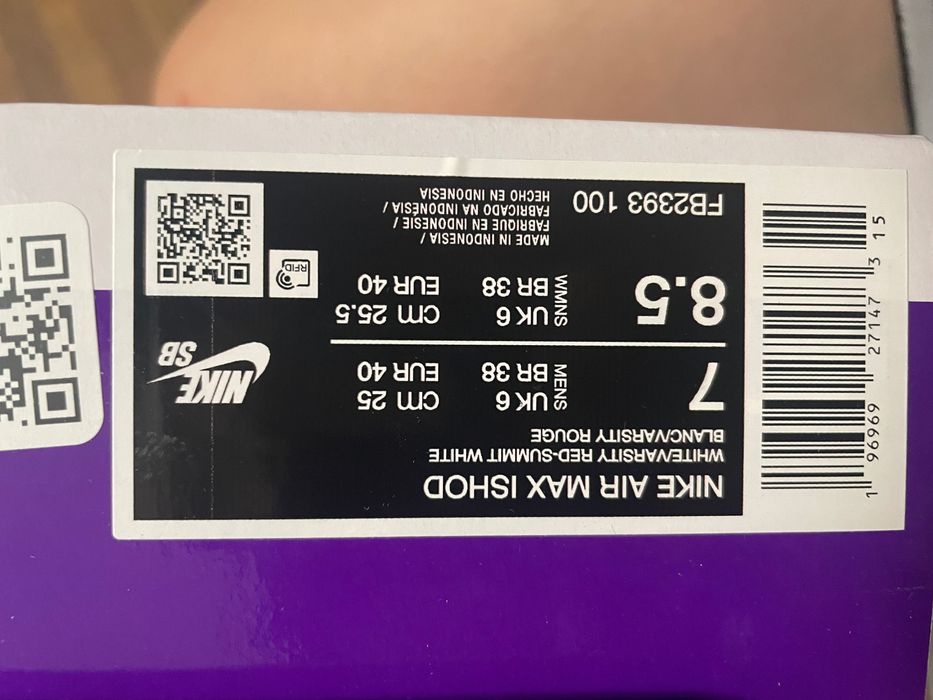 NIKE AIR MAX ISHOD
WHITE/VARSITY RED-SUMMIT WHITE
BLANC/VARSITY ROUGE
7
MENS
UK 6
BR 38
CM 25
EUR 40
8.5
WMNS
UK 6
BR 38
CM 25.5
EUR 40
FB2393 100
MADE IN INDONESIA /
FABRIQUE EN INDONESIE /
FABRICADO NA INDONÉSIA /
HECHO EN INDONESIA
NIKE
SB
RFID
1 96969 27147 3 15